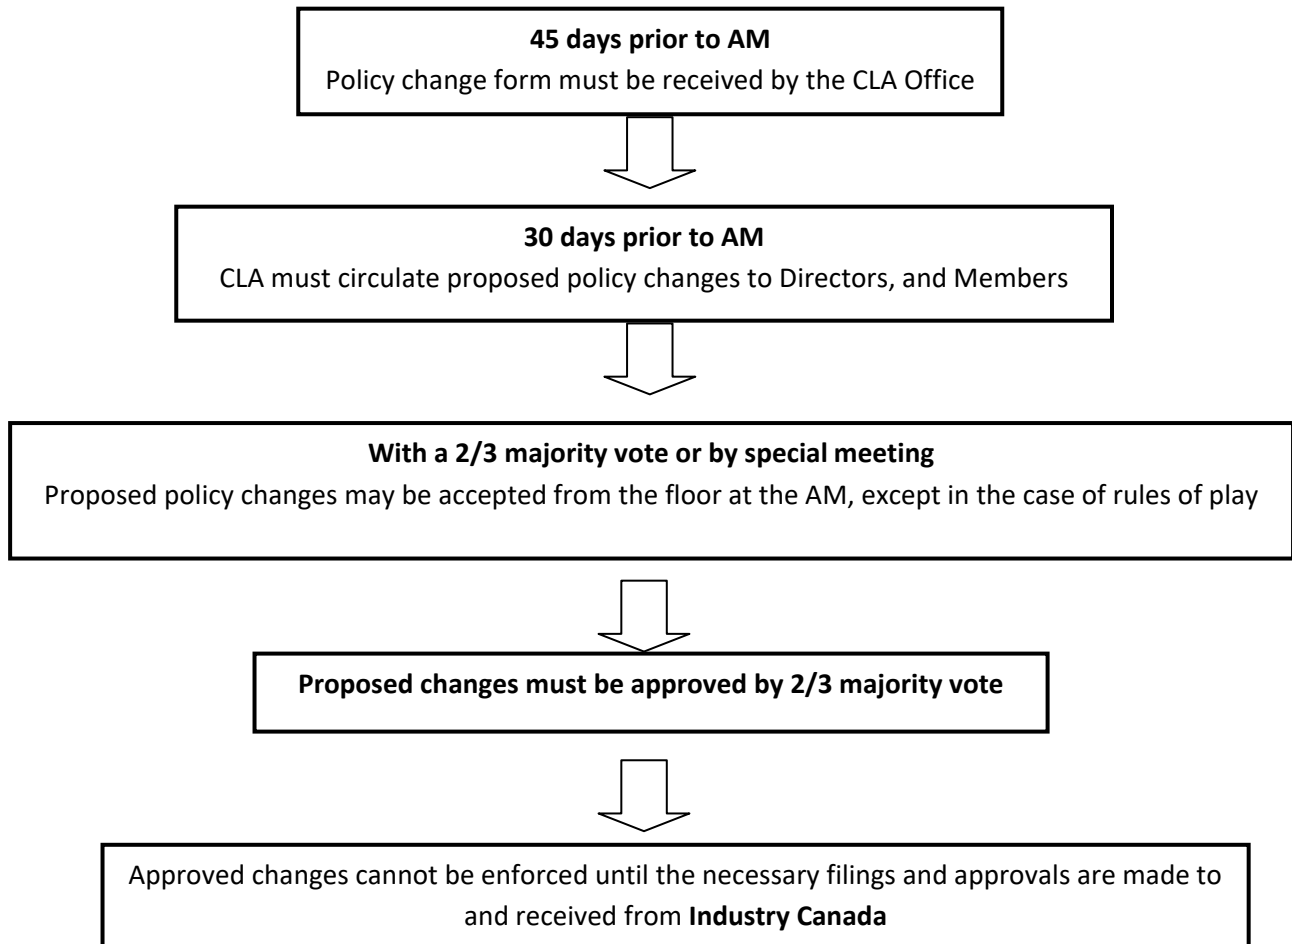 45 days prior to AM
Policy change form must be received by the CLA Office
30 days prior to AM
CLA must circulate proposed policy changes to Directors, and Members
With a 2/3 majority vote or by special meeting
Proposed policy changes may be accepted from the floor at the AM, except in the case of rules of play
Proposed changes must be approved by 2/3 majority vote
Approved changes cannot be enforced until the necessary filings and approvals are made to
and received from Industry Canada